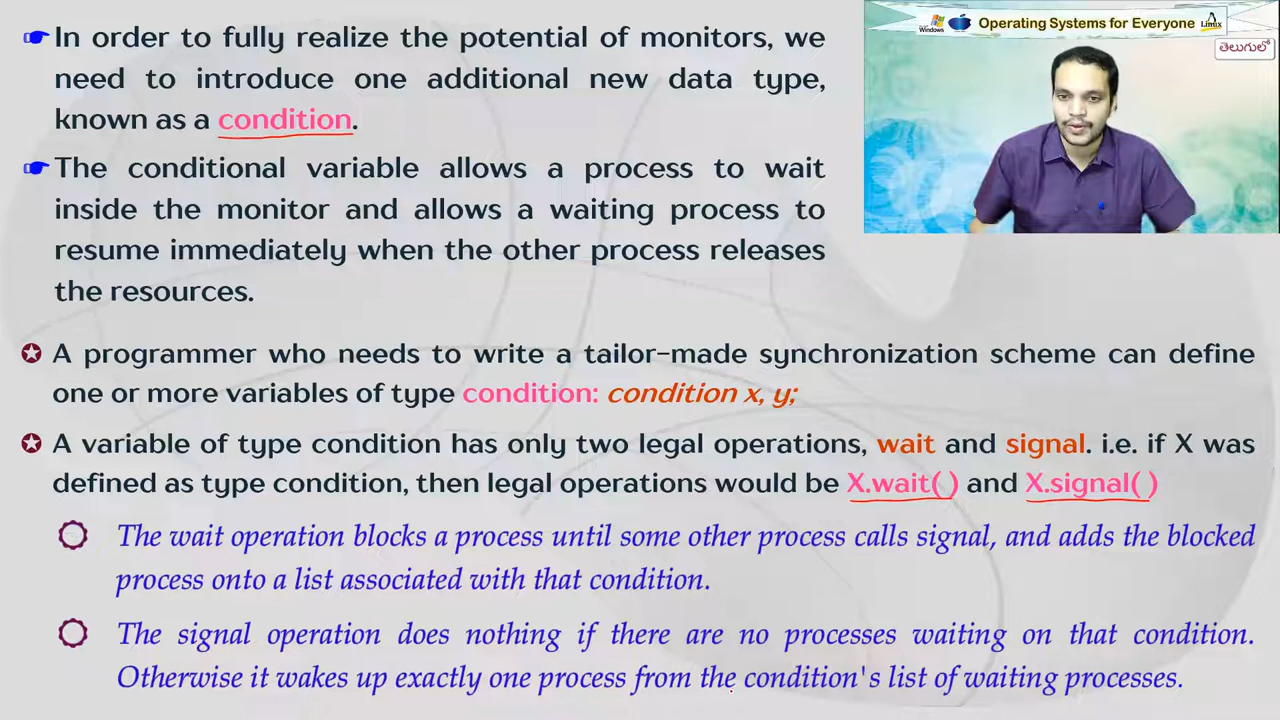 In order to fully realize the potential of monitors, we
need to introduce one additional new data type,
known as a condition.
The conditional variable allows a process to wait
inside the monitor and allows a waiting process to
resume immediately when the other process releases
the resources.
Windows
Operating Systems for Everyone
Linux
తెలుగులో
A programmer who needs to write a tailor-made synchronization scheme can define
one or more variables of type condition: condition x, y;
A variable of type condition has only two legal operations, wait and signal. i.e. if X was
defined as type condition, then legal operations would be X.wait( ) and X.signal( )
The wait operation blocks a process until some other process calls signal, and adds the blocked
process onto a list associated with that condition.
The signal operation does nothing if there are no processes waiting on that condition.
Otherwise it wakes up exactly one process from the condition's list of waiting processes.